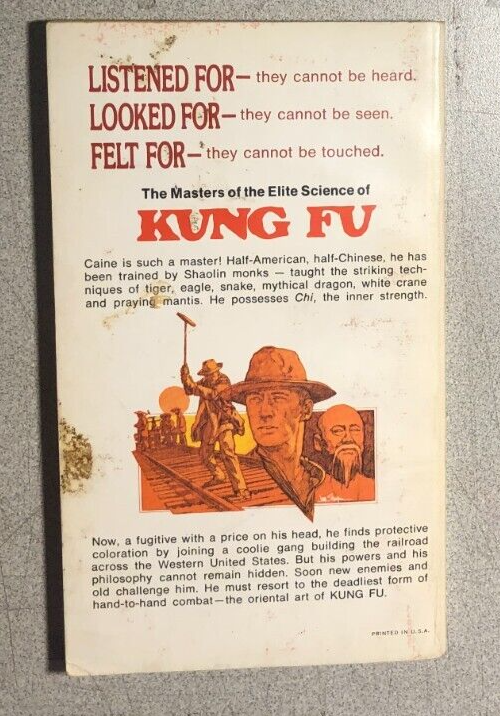 LISTENED FOR— they cannot be heard.
LOOKED FOR— they cannot be seen.
FELT FOR— they cannot be touched.
The Masters of the Elite Science of
KUNG FU
Caine is such a master! Half-American, half-Chinese, he has
been trained by Shaolin monks — taught the striking tech-
niques of tiger, eagle, snake, mythical dragon, white crane
and praying mantis. He possesses Chi, the inner strength.
Now, a fugitive with a price on his head, he finds protective
coloration by joining a coolie gang building the railroad
across the Western United States. But his powers and his
philosophy cannot remain hidden. Soon new enemies and
old challenge him. He must resort to the deadliest form of
hand-to-hand combat—the oriental art of KUNG FU.
PRINTED IN U.S.A.